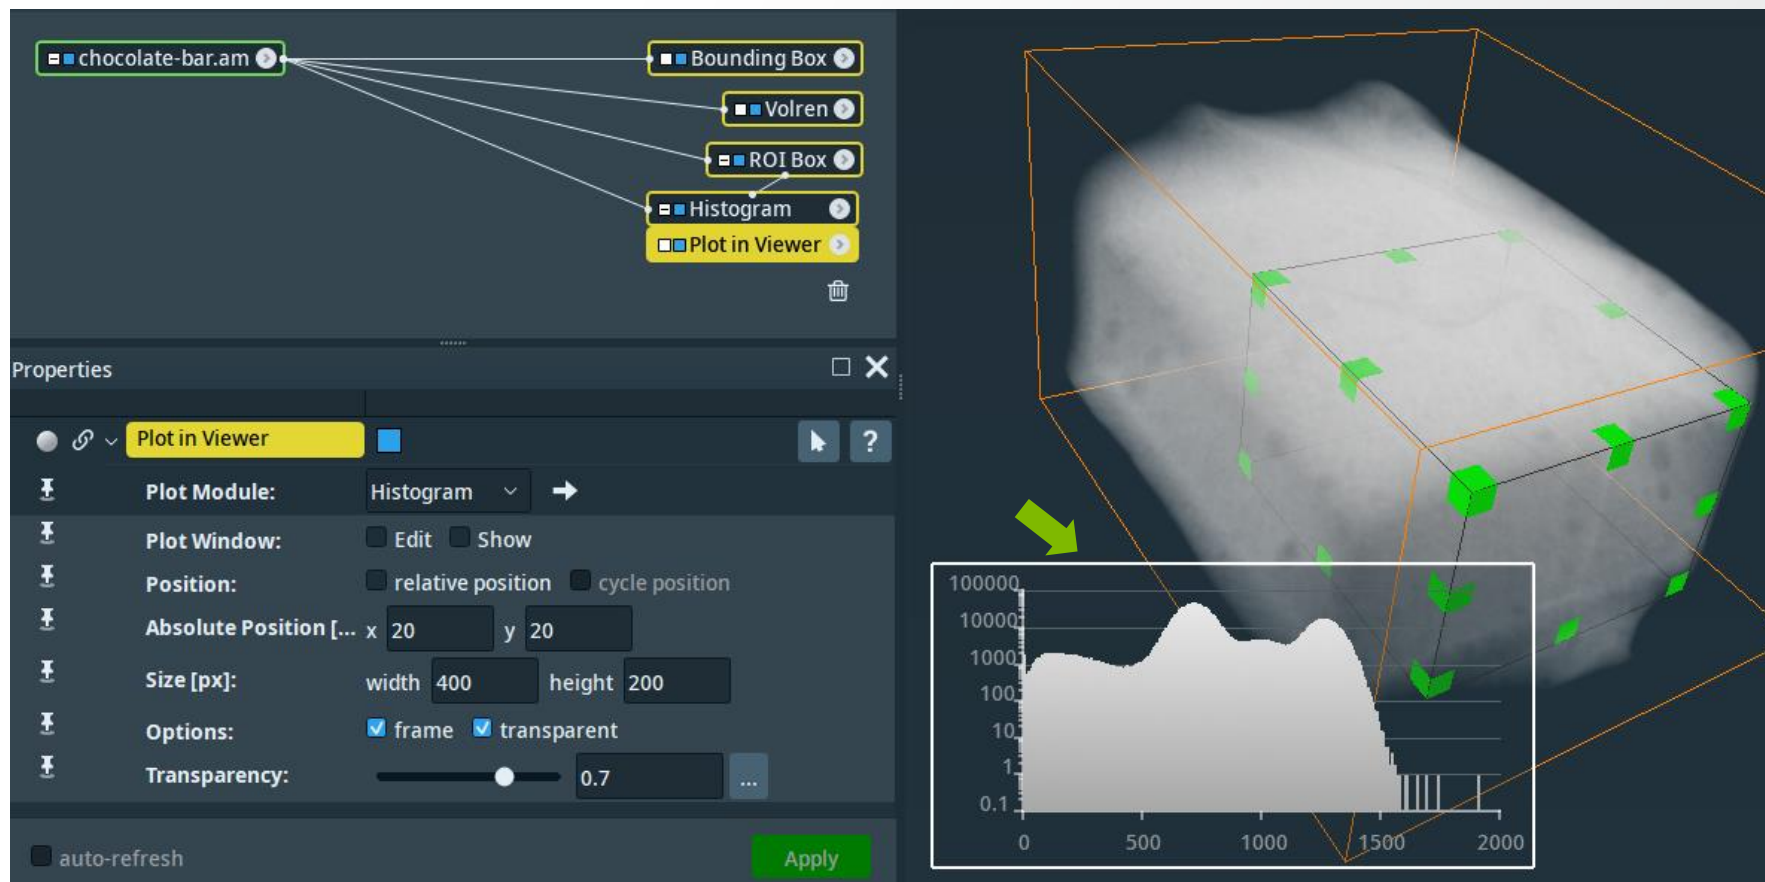 chocolate-bar.am
Bounding Box
Volren
ROI Box
Histogram
Plot in Viewer
Properties
Plot in Viewer
?
Plot Module: Histogram
Plot Window: Edit Show
Position: relative position cycle position
Absolute Position [... x 20 y 20
Size [px]: width 400 height 200
Options: frame transparent
Transparency: 0.7 ...
auto-refresh Apply
100000
10000
1000
100
10
1
0.1
0 500 1000 1500 2000